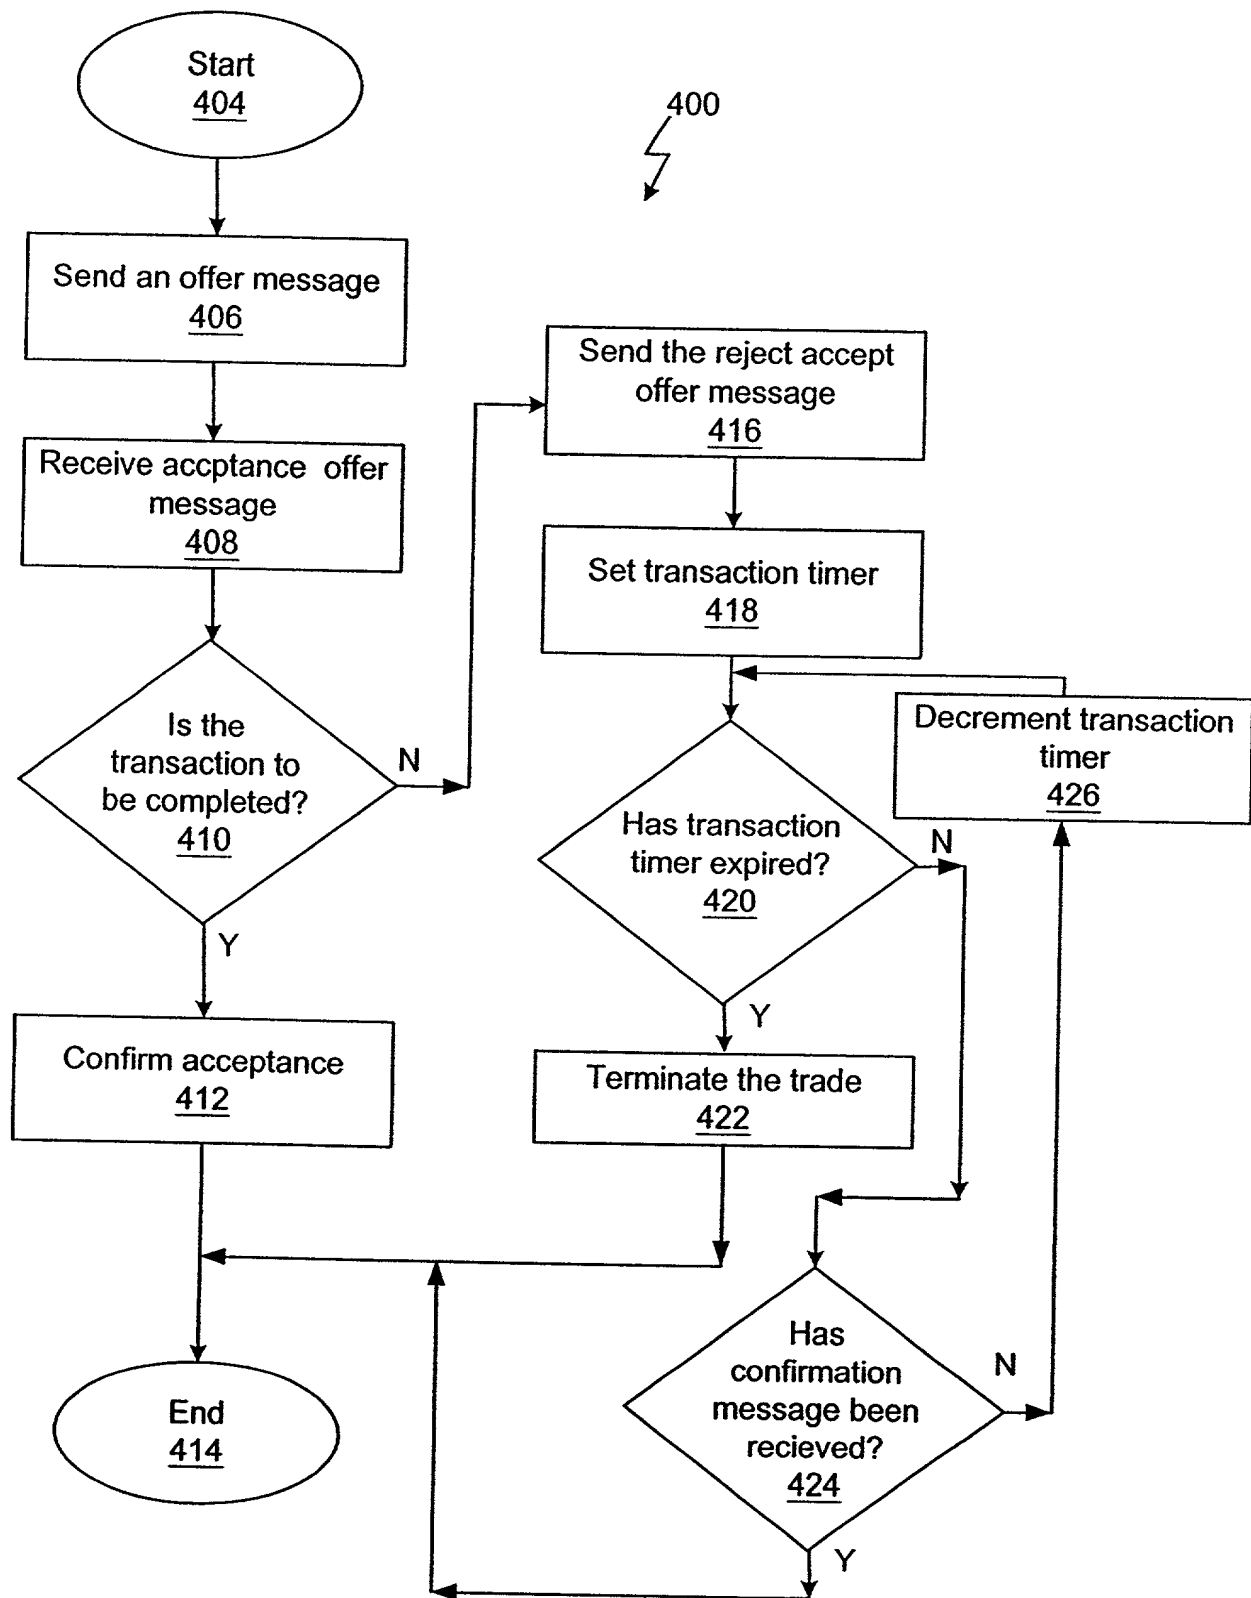 Start
404
400
Send an offer message
406
Receive accptance offer
message
408
Is the
transaction to
be completed?
410
N
Y
Confirm acceptance
412
End
414
Send the reject accept
offer message
416
Set transaction timer
418
Has transaction
timer expired?
420
N
Y
Terminate the trade
422
Decrement transaction
timer
426
Has
confirmation
message been
recieved?
424
N
Y